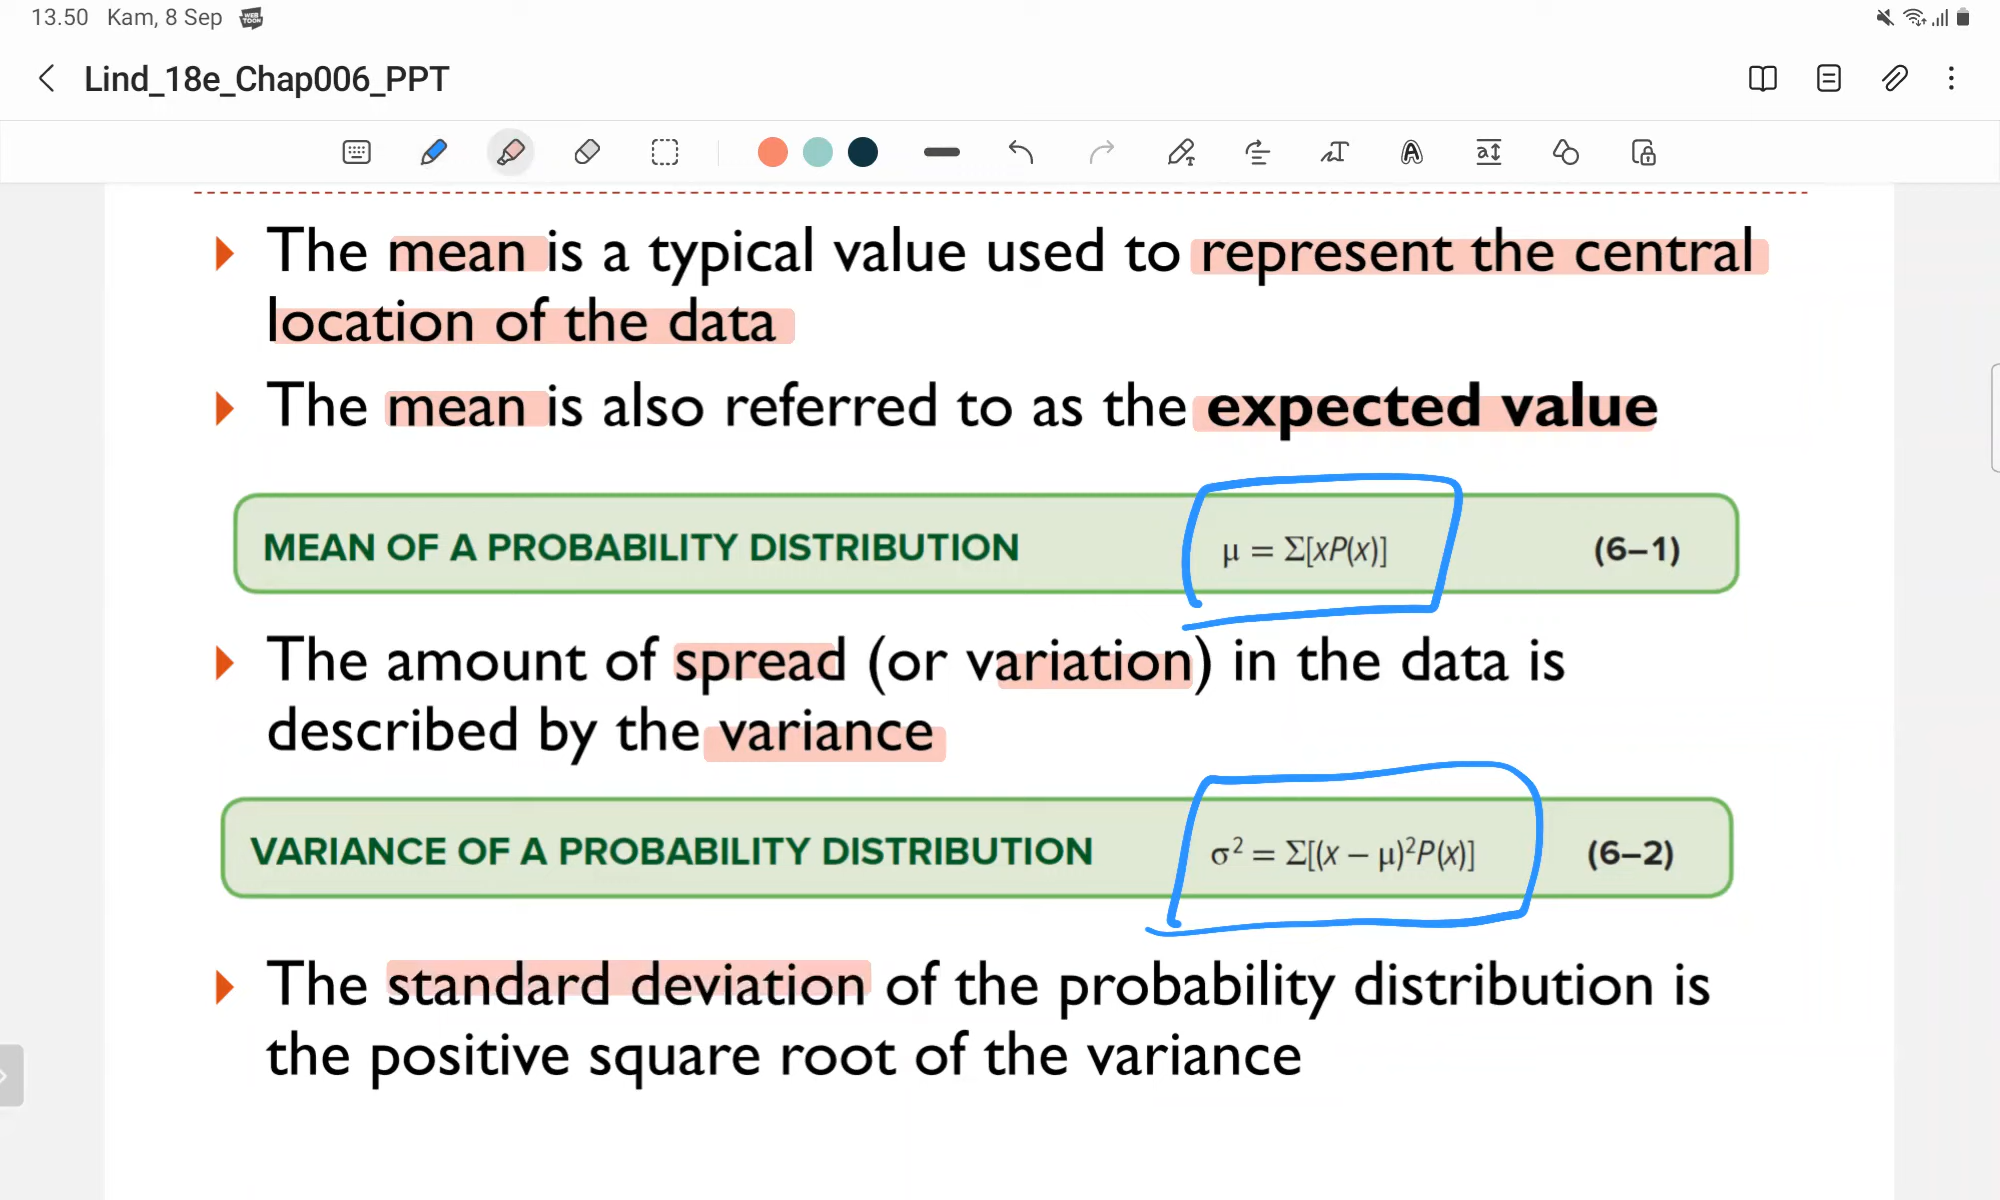 13.50 Kam, 8 Sep WEB TOON
Lind_18e_Chap006_PPT
The mean is a typical value used to represent the central
location of the data
The mean is also referred to as the expected value
MEAN OF A PROBABILITY DISTRIBUTION μ = Σ[xP(x)] (6–1)
The amount of spread (or variation) in the data is
described by the variance
VARIANCE OF A PROBABILITY DISTRIBUTION σ² = Σ[(x – μ)²P(x)] (6–2)
The standard deviation of the probability distribution is
the positive square root of the variance